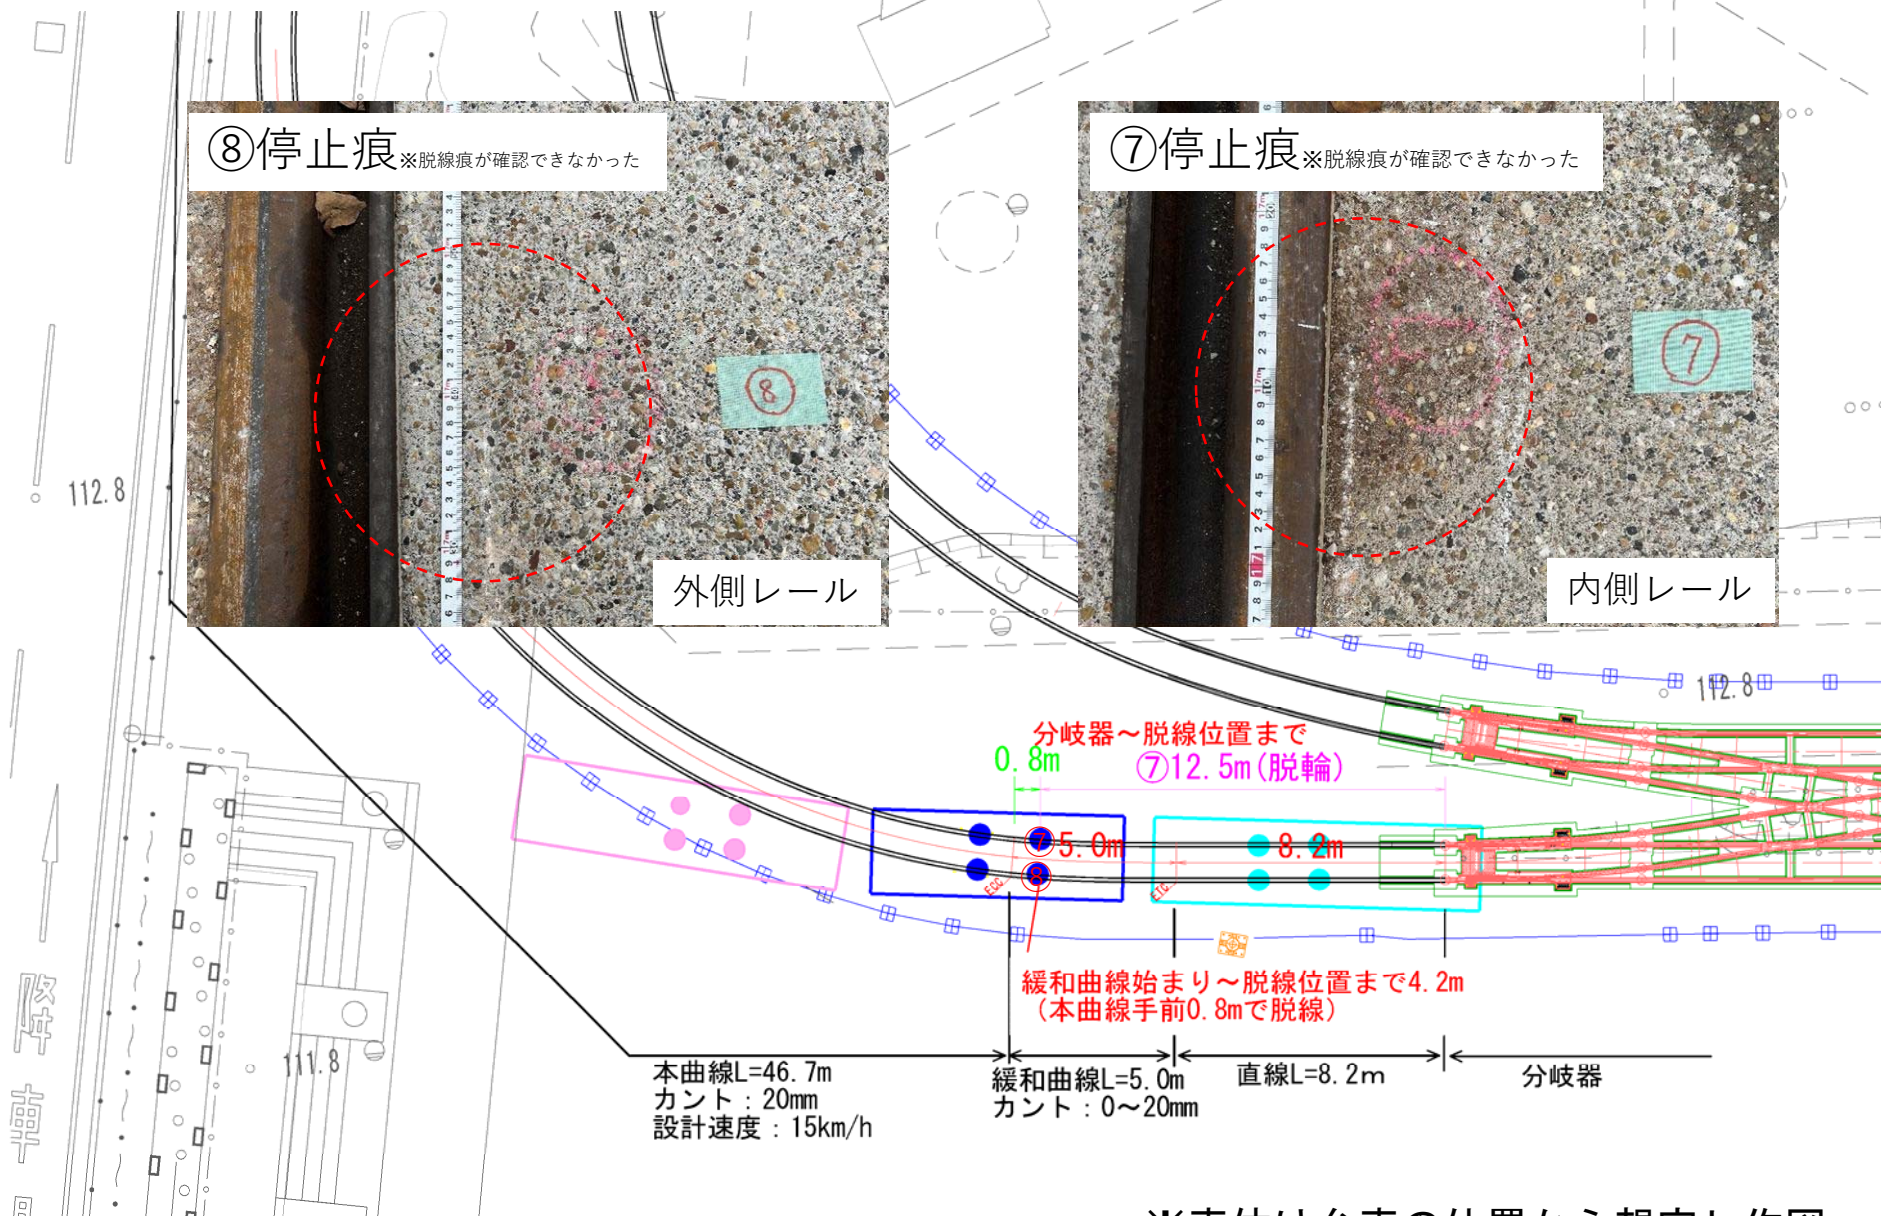 ⑧停止痕※脱線痕が確認できなかった
⑦停止痕※脱線痕が確認できなかった
⑧
⑦
外側レール
内側レール
112.8
112.8
分岐器～脱線位置まで
0.8m
⑦12.5m(脱輪)
⑦
5.0m
8.2m
⑧
ECC
ETC
緩和曲線始まり～脱線位置まで4.2m
(本曲線手前0.8mで脱線)
111.8
本曲線L=46.7m
カント：20mm
設計速度：15km/h
緩和曲線L=5.0m
カント：0～20mm
直線L=8.2m
分岐器